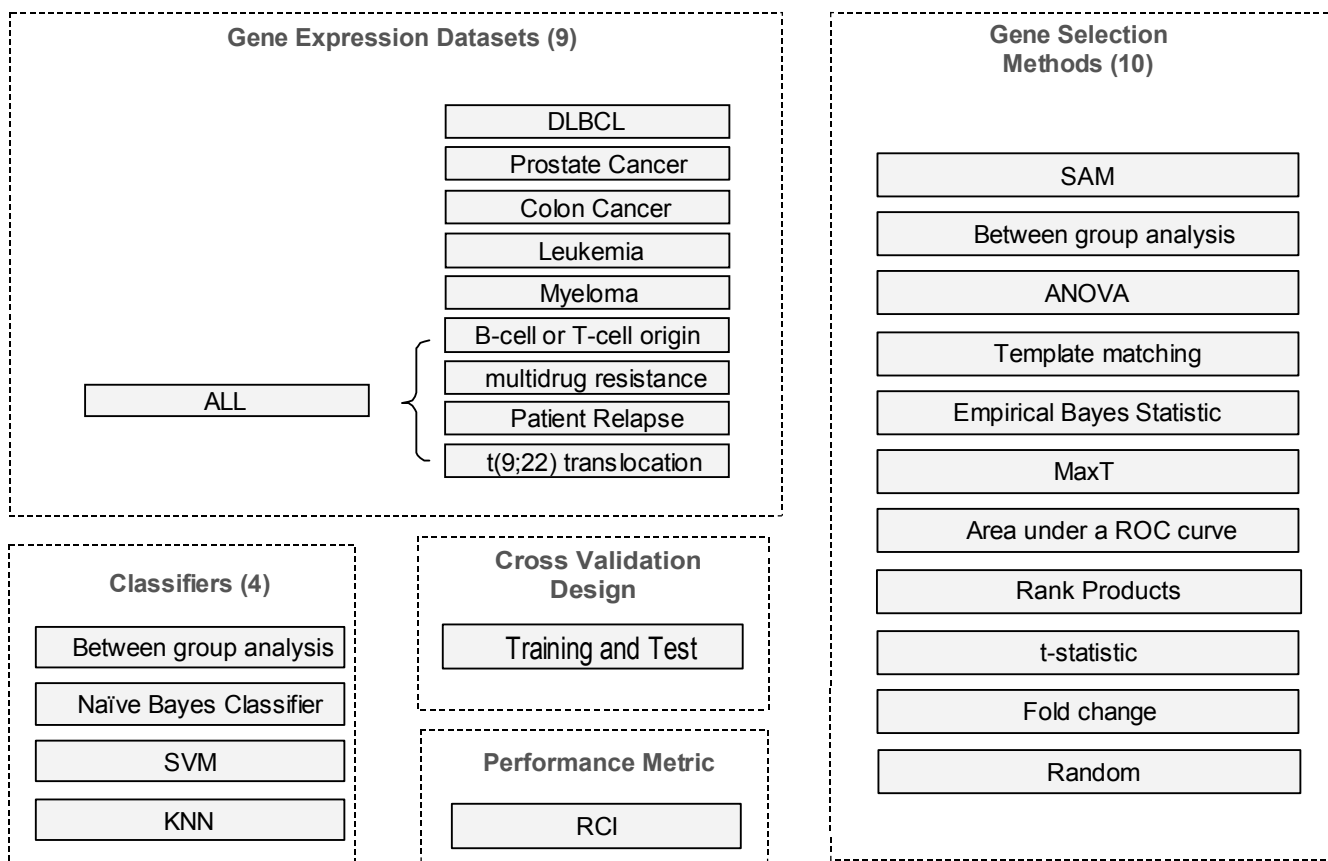 Gene Expression Datasets (9)
DLBCL
Prostate Cancer
Colon Cancer
Leukemia
Myeloma
B-cell or T-cell origin
multidrug resistance
Patient Relapse
t(9;22) translocation
ALL
Gene Selection
Methods (10)
SAM
Between group analysis
ANOVA
Template matching
Empirical Bayes Statistic
MaxT
Area under a ROC curve
Rank Products
t-statistic
Fold change
Random
Classifiers (4)
Between group analysis
Naïve Bayes Classifier
SVM
KNN
Cross Validation
Design
Training and Test
Performance Metric
RCI